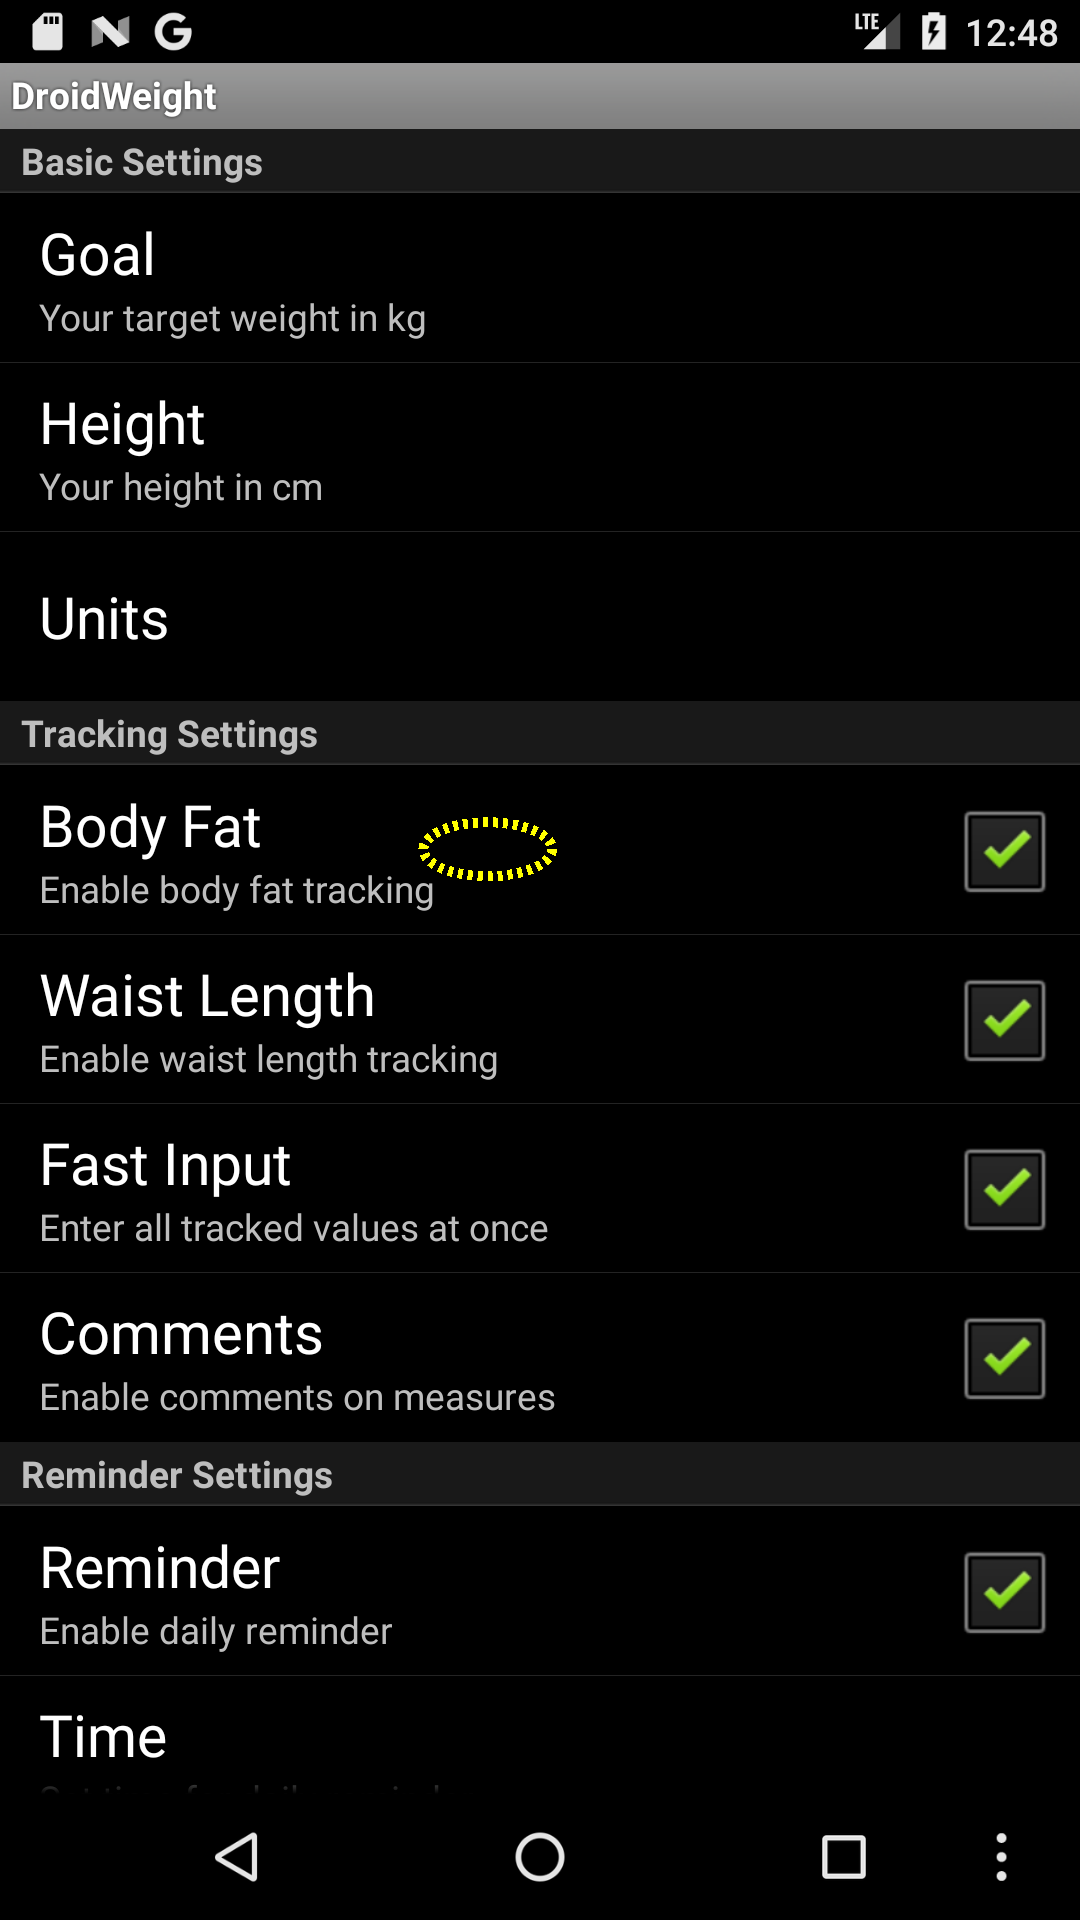 LTE 12:48
DroidWeight
Basic Settings
Goal
Your target weight in kg
Height
Your height in cm
Units
Tracking Settings
Body Fat
Enable body fat tracking
Waist Length
Enable waist length tracking
Fast Input
Enter all tracked values at once
Comments
Enable comments on measures
Reminder Settings
Reminder
Enable daily reminder
Time